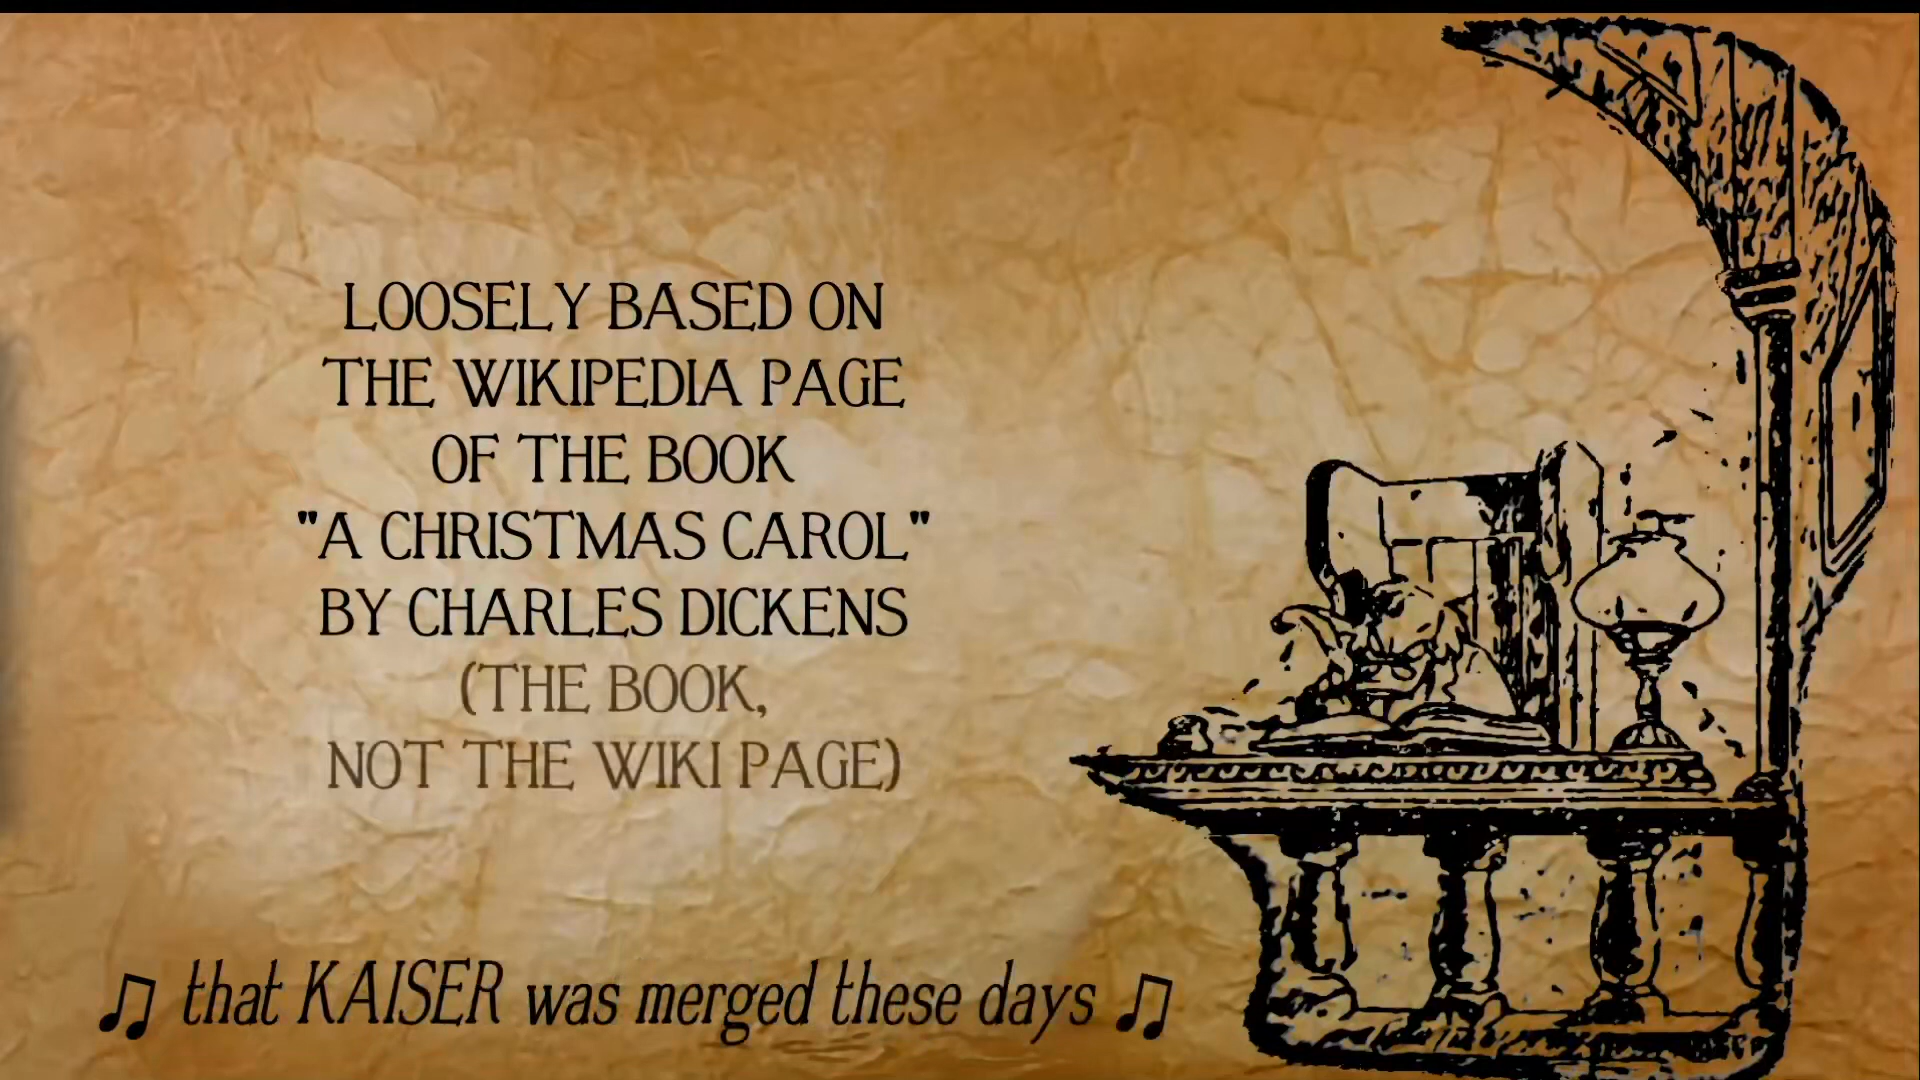 LOOSELY BASED ON
THE WIKIPEDIA PAGE
OF THE BOOK
"A CHRISTMAS CAROL"
BY CHARLES DICKENS
(THE BOOK,
NOT THE WIKI PAGE)
♫ that KAISER was merged these days ♫